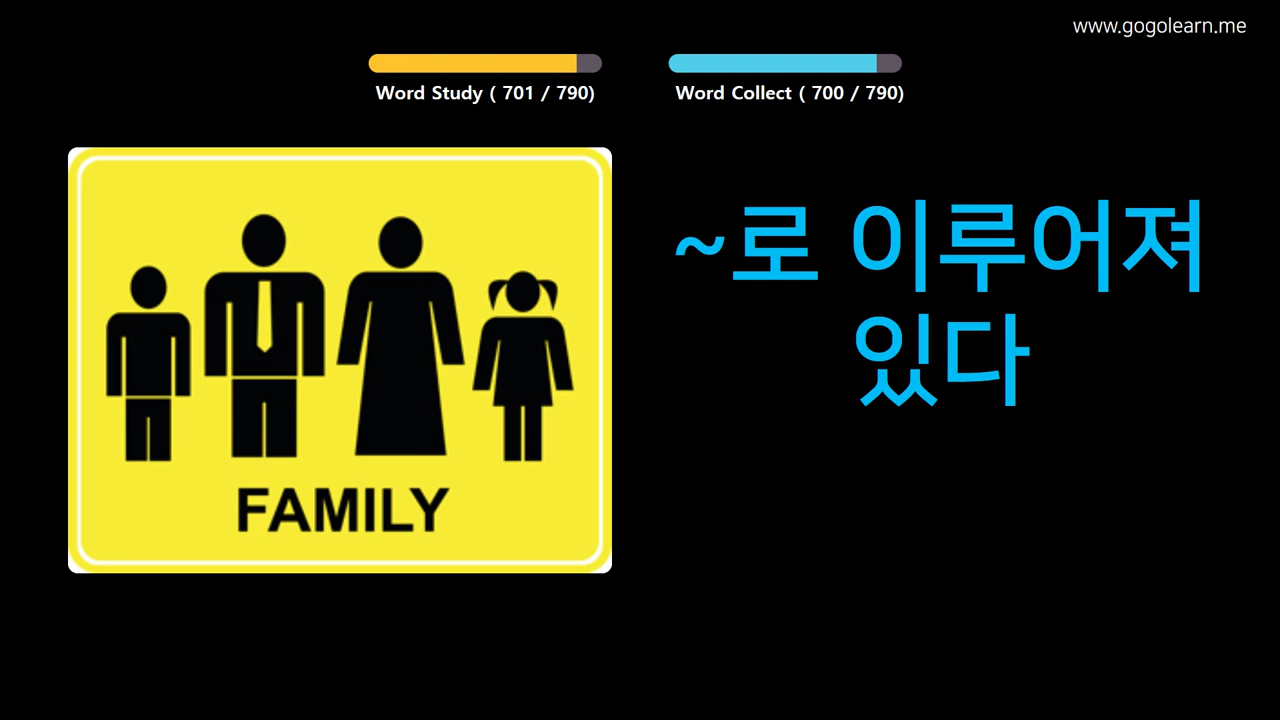 www.gogolearn.me
Word Study ( 701 / 790)
Word Collect ( 700 / 790)
~로 이루어져
있다
FAMILY